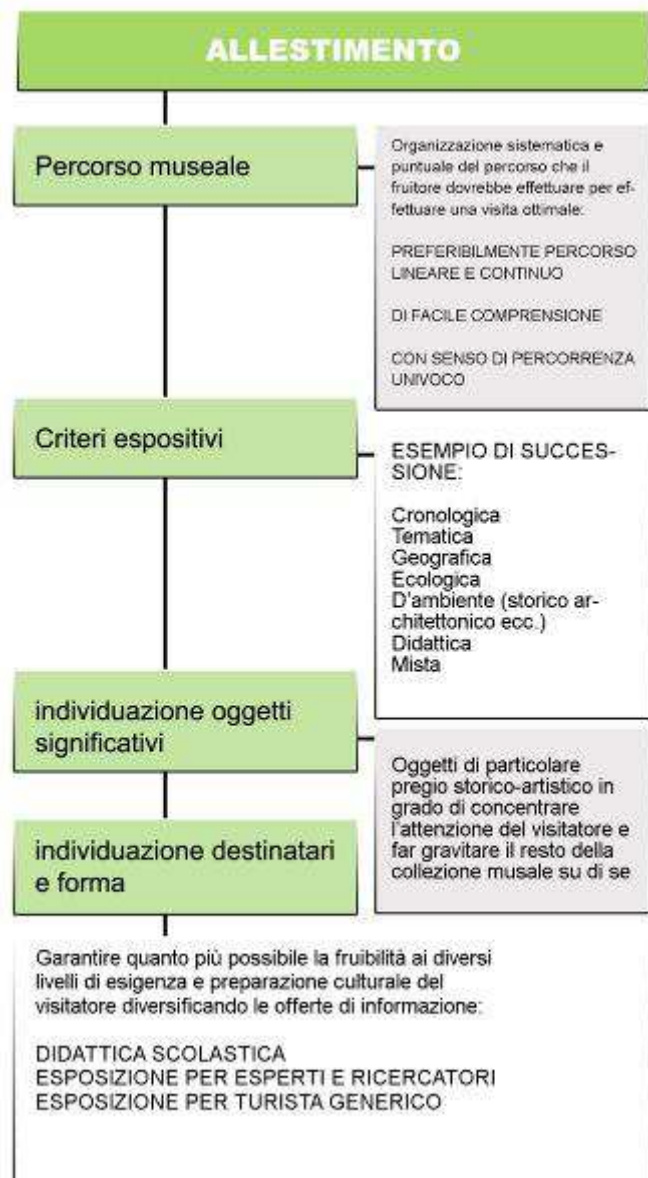 ALLESTIMENTO
Percorso museale
Organizzazione sistematica e
puntuale del percorso che il
fruitore dovrebbe effettuare per ef-
fettuare una visita ottimale:
PREFERIBILMENTE PERCORSO
LINEARE E CONTINUO
DI FACILE COMPRENSIONE
CON SENSO DI PERCORRENZA
UNIVOCO
Criteri espositivi
ESEMPIO DI SUCCES-
SIONE:
Cronologica
Tematica
Geografica
Ecologica
D'ambiente (storico ar-
chitettonico ecc.)
Didattica
Mista
individuazione oggetti
significativi
Oggetti di particolare
pregio storico-artistico in
grado di concentrare
l'attenzione del visitatore e
far gravitare il resto della
collezione musale su di se
individuazione destinatari
e forma
Garantire quanto più possibile la fruibilità ai diversi
livelli di esigenza e preparazione culturale del
visitatore diversificando le offerte di informazione:
DIDATTICA SCOLASTICA
ESPOSIZIONE PER ESPERTI E RICERCATORI
ESPOSIZIONE PER TURISTA GENERICO